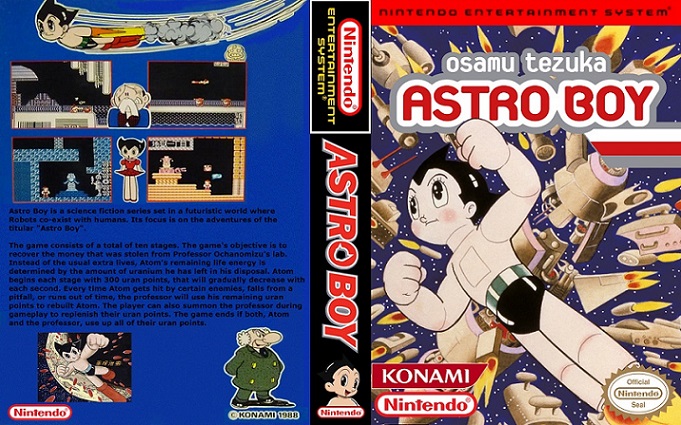 Astro Boy is a science fiction series set in a futuristic world where
Robots co-exist with humans. Its focus is on the adventures of the
titular "Astro Boy".
The game consists of a total of ten stages. The game's objective is to
recover the money that was stolen from Professor Ochanomizu's lab.
Instead of the usual extra lives, Atom's remaining life energy is
determined by the amount of uranium he has left in his disposal. Atom
begins each stage with 300 uran points, that will gradually decrease with
each second. Every time Atom gets hit by certain enemies, falls from a
pitfall, or runs out of time, the professor will use his remaining uran
points to rebuilt Atom. The player can also summon the professor during
gameplay to replenish their uran points. The game ends if both, Atom
and the professor, use up all of their uran points.
Nintendo
© KONAMI 1988
Nintendo
ENTERTAINMENT
SYSTEM
ASTRO BOY
Nintendo
NINTENDO ENTERTAINMENT SYSTEM
osamu tezuka
ASTRO BOY
KONAMI
Nintendo
Official
Nintendo
Seal